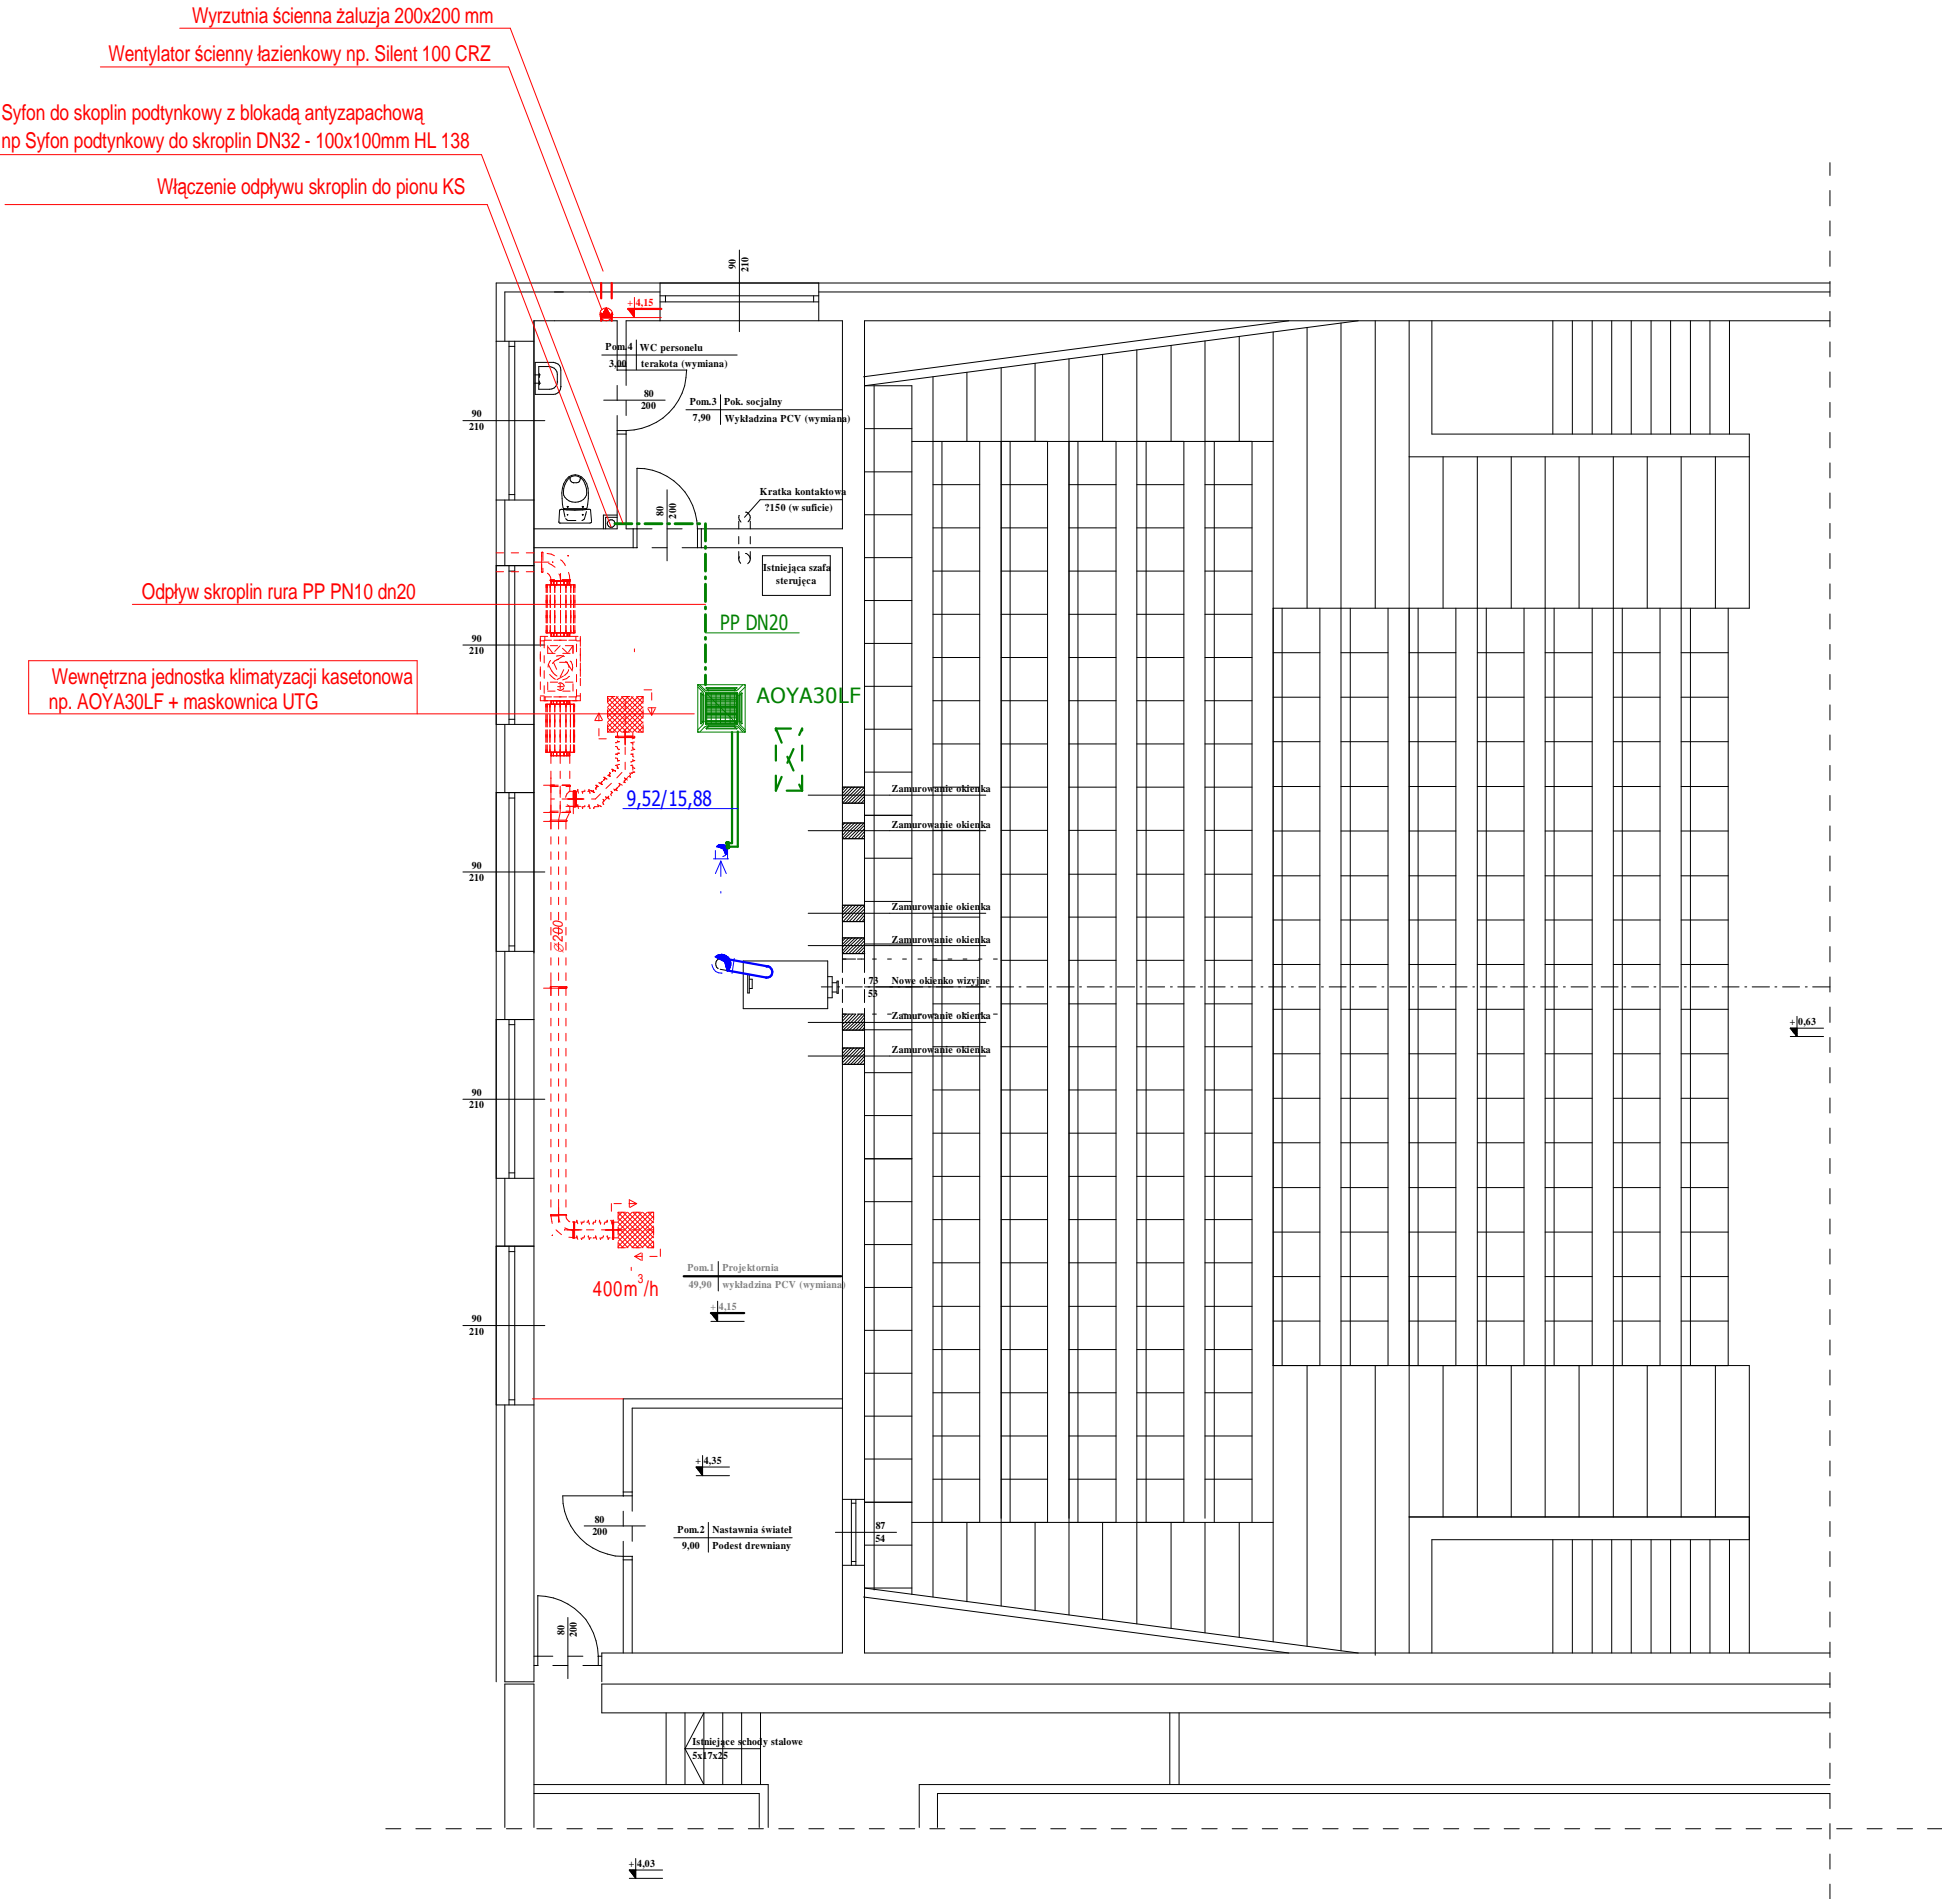 Wyrzutnia ścienna żaluzja 200x200 mm
Wentylator ścienny łazienkowy np. Silent 100 CRZ
Syfon do skoplin podtynkowy z blokadą antyzapachową
np Syfon podtynkowy do skroplin DN32 - 100x100mm HL 138
Włączenie odpływu skroplin do pionu KS
90
210
+4,15
Pom.4 WC personelu
3,00 terakota (wymiana)
80
200
Pom.3 Pok. socjalny
7,90 Wykładzina PCV (wymiana)
90
210
Kratka kontaktowa
?150 (w suficie)
80
200
Istniejąca szafa
sterujęca
Odpływ skroplin rura PP PN10 dn20
PP DN20
90
210
Wewnętrzna jednostka klimatyzacji kasetonowa
np. AOYA30LF + maskownica UTG
AOYA30LF
9,52/15,88
Zamurowanie okienka
Zamurowanie okienka
90
210
Zamurowanie okienka
∅200
Zamurowanie okienka
73
53
Nowe okienko wizyjne
Zamurowanie okienka
+0,63
Zamurowanie okienka
90
210
Pom.1 Projektornia
49,90 wykładzina PCV (wymiana)
400m³/h
+4,15
90
210
+4,35
80
200
Pom.2 Nastawnia świateł
9,00 Podest drewniany
87
54
80
200
Istniejące schody stalowe
5x17x25
+4,03